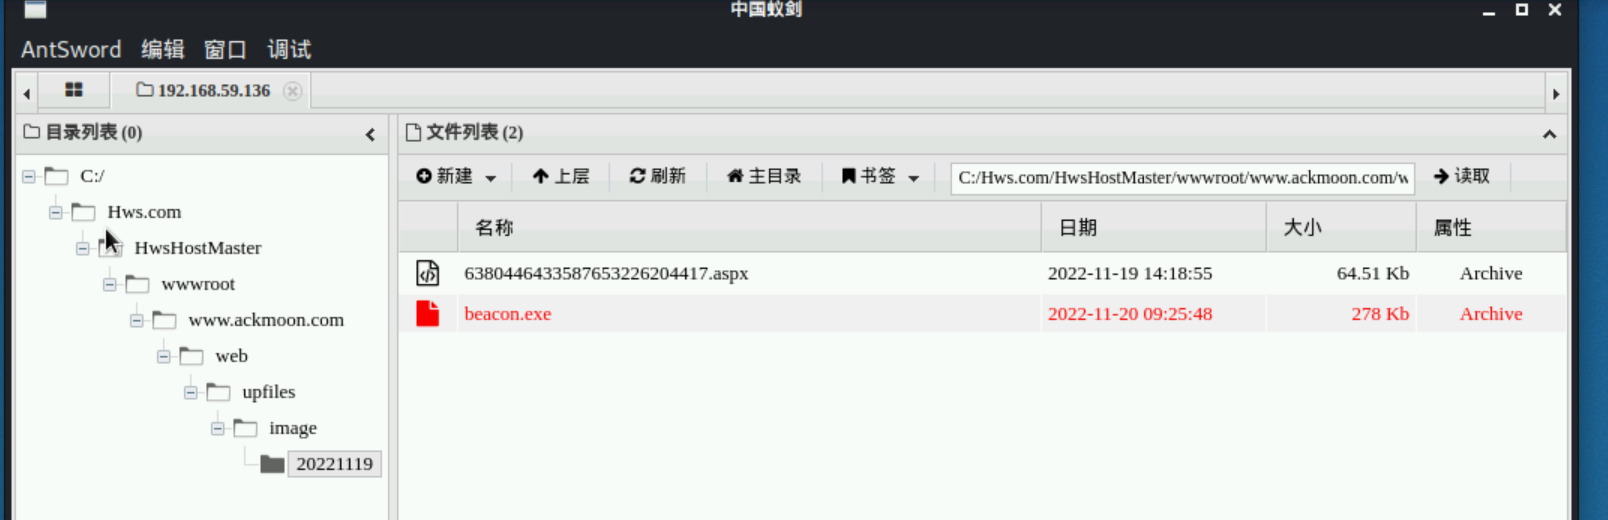 中国蚁剑
AntSword 编辑 窗口 调试
192.168.59.136
目录列表 (0)
C:/
Hws.com
HwsHostMaster
wwwroot
www.ackmoon.com
web
upfiles
image
20221119
文件列表 (2)
新建 上层 刷新 主目录 书签 C:/Hws.com/HwsHostMaster/wwwroot/www.ackmoon.com/w 读取
名称 日期 大小 属性
6380446433587653226204417.aspx 2022-11-19 14:18:55 64.51 Kb Archive
beacon.exe 2022-11-20 09:25:48 278 Kb Archive